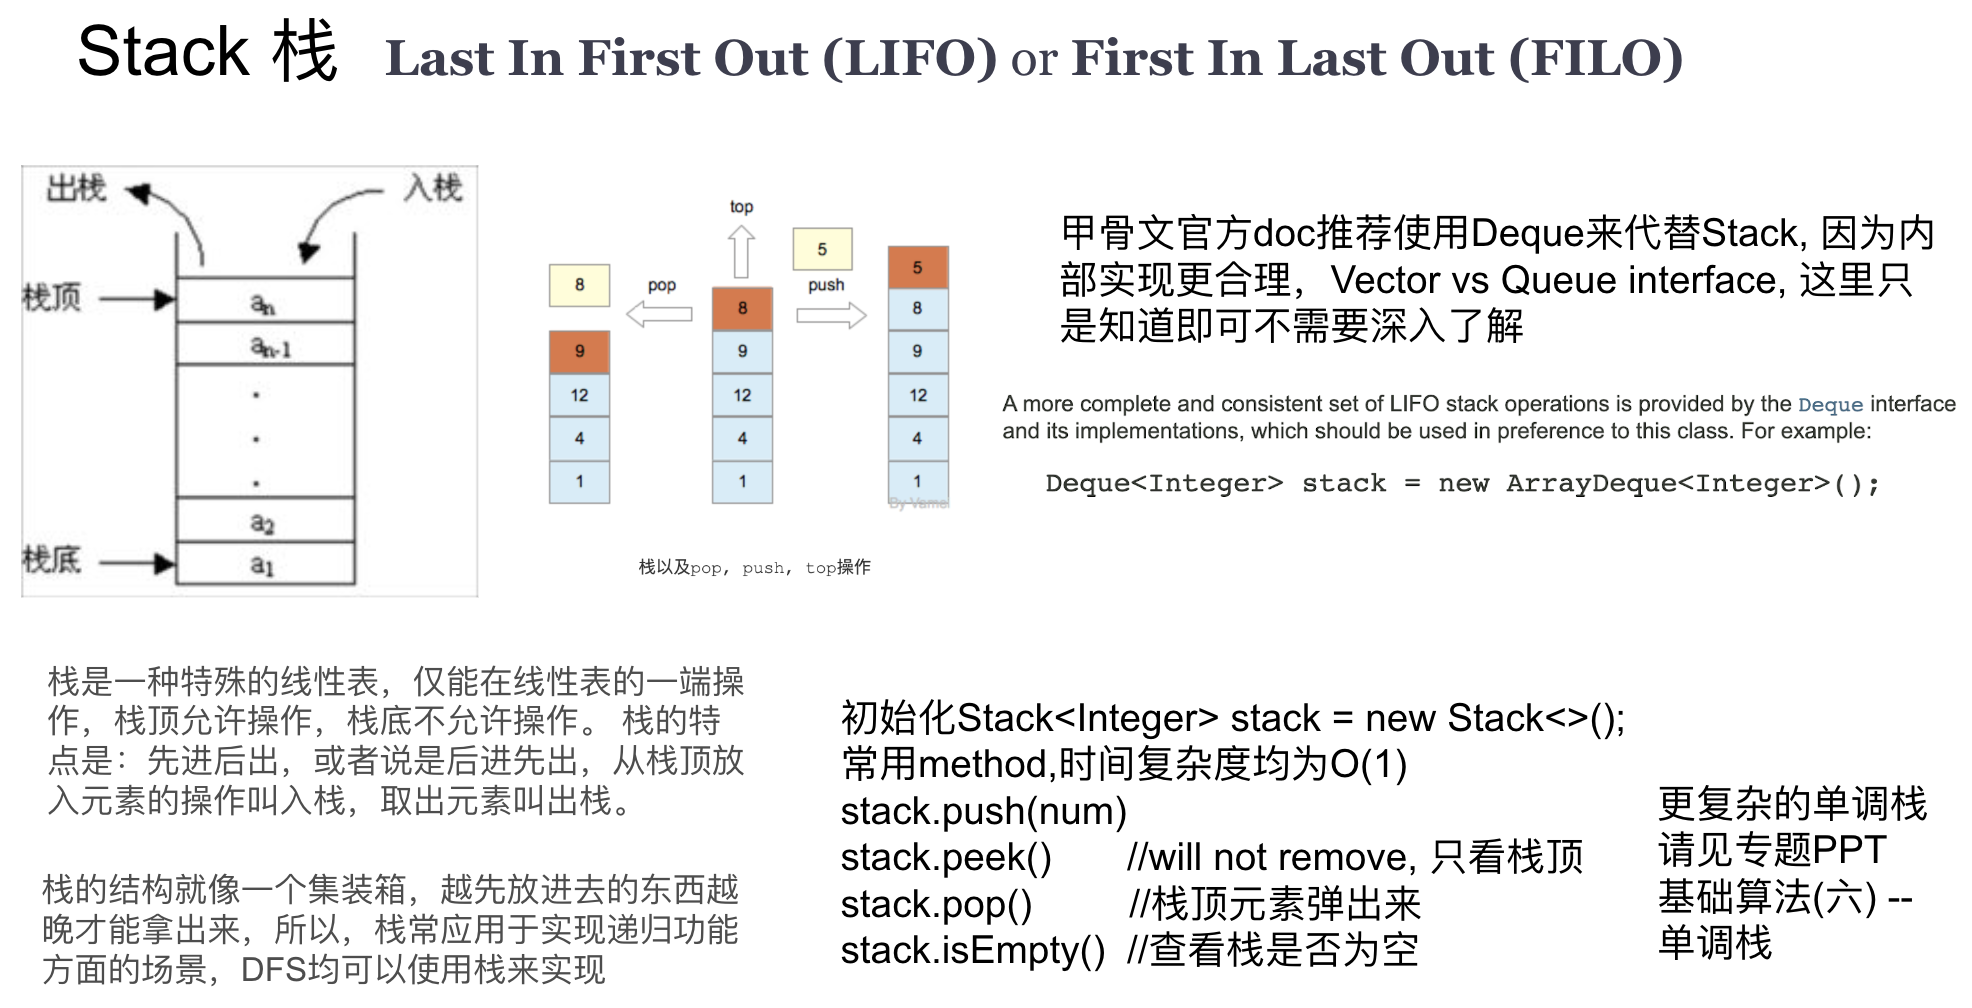 Stack 栈 Last In First Out (LIFO) or First In Last Out (FILO)
出栈
入栈
栈顶
an
an-1
.
.
.
a2
栈底
a1
top
8
pop
5
push
9
12
4
1
8
9
12
4
1
5
8
9
12
4
1
By Vamei
栈以及pop, push, top操作
甲骨文官方doc推荐使用Deque来代替Stack, 因为内
部实现更合理，Vector vs Queue interface, 这里只
是知道即可不需要深入了解
A more complete and consistent set of LIFO stack operations is provided by the Deque interface
and its implementations, which should be used in preference to this class. For example:
Deque<Integer> stack = new ArrayDeque<Integer>();
栈是一种特殊的线性表，仅能在线性表的一端操
作，栈顶允许操作，栈底不允许操作。 栈的特
点是：先进后出，或者说是后进先出，从栈顶放
入元素的操作叫入栈，取出元素叫出栈。
栈的结构就像一个集装箱，越先放进去的东西越
晚才能拿出来，所以，栈常应用于实现递归功能
方面的场景，DFS均可以使用栈来实现
初始化Stack<Integer> stack = new Stack<>();
常用method,时间复杂度均为O(1)
stack.push(num)
stack.peek() //will not remove, 只看栈顶
stack.pop() //栈顶元素弹出来
stack.isEmpty() //查看栈是否为空
更复杂的单调栈
请见专题PPT
基础算法(六) --
单调栈